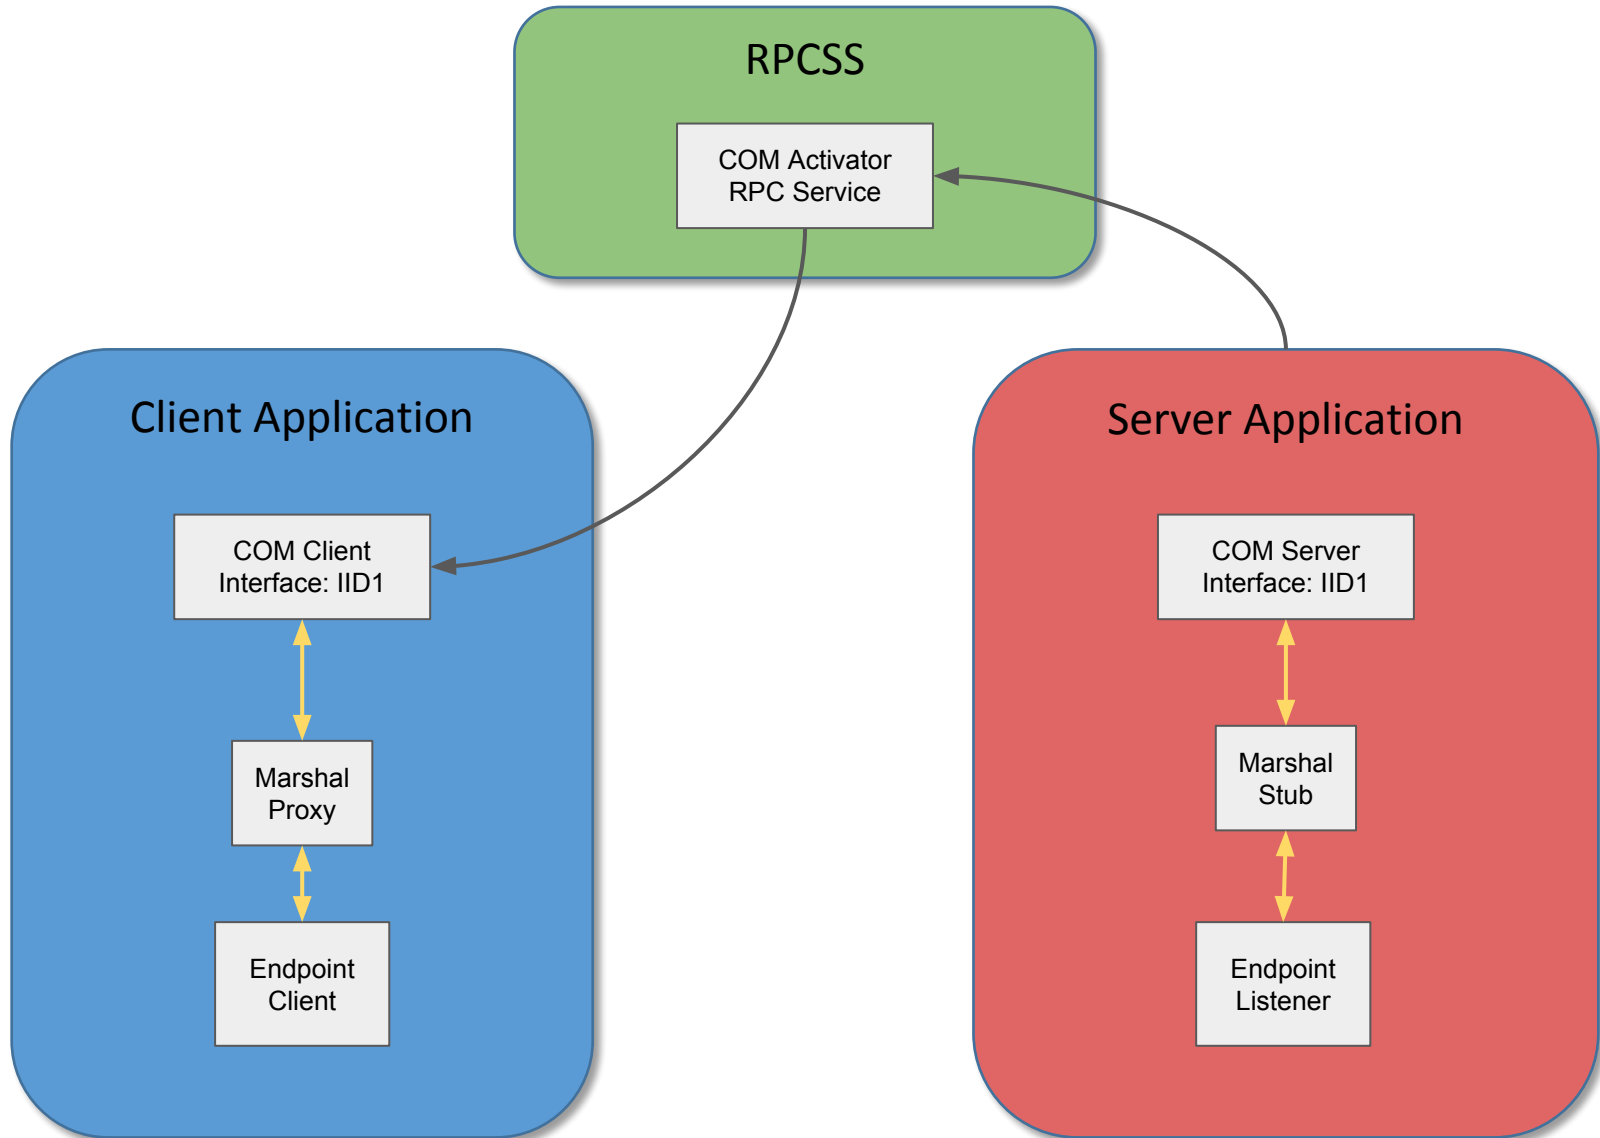 RPCSS
COM Activator
RPC Service
Client Application
COM Client
Interface: IID1
Marshal
Proxy
Endpoint
Client
Server Application
COM Server
Interface: IID1
Marshal
Stub
Endpoint
Listener